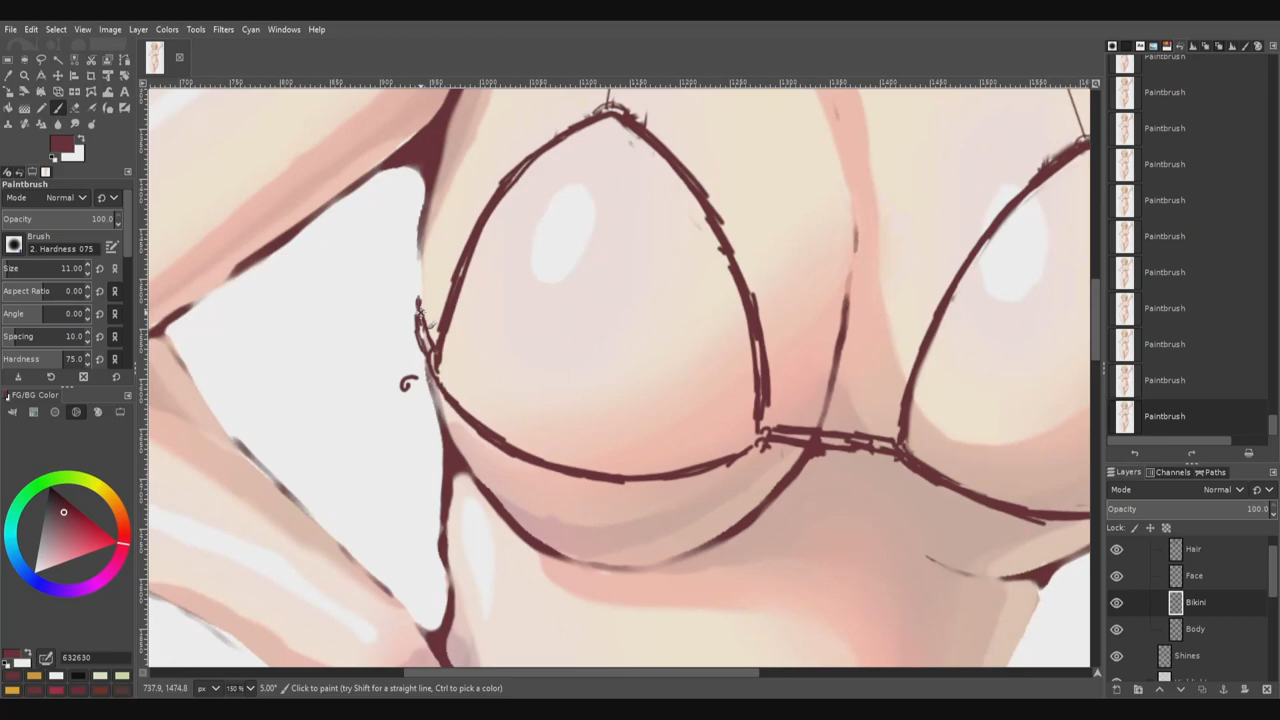 File Edit Select View Image Layer Colors Tools Filters Cyan Windows Help
Paintbrush
Mode Normal
Opacity 100.0
Brush
2. Hardness 075
Size 11.00
Aspect Ratio 0.00
Angle 0.00
Spacing 10.0
Hardness 75.0
FG/BG Color
632630
Paintbrush
Paintbrush
Paintbrush
Paintbrush
Paintbrush
Paintbrush
Paintbrush
Paintbrush
Paintbrush
Paintbrush
Paintbrush
Layers Channels Paths
Mode Normal
Opacity 100.0
Lock:
Hair
Face
Bikini
Body
Shines
737.9, 1474.8 px 150 % 5.00° Click to paint (try Shift for a straight line, Ctrl to pick a color)